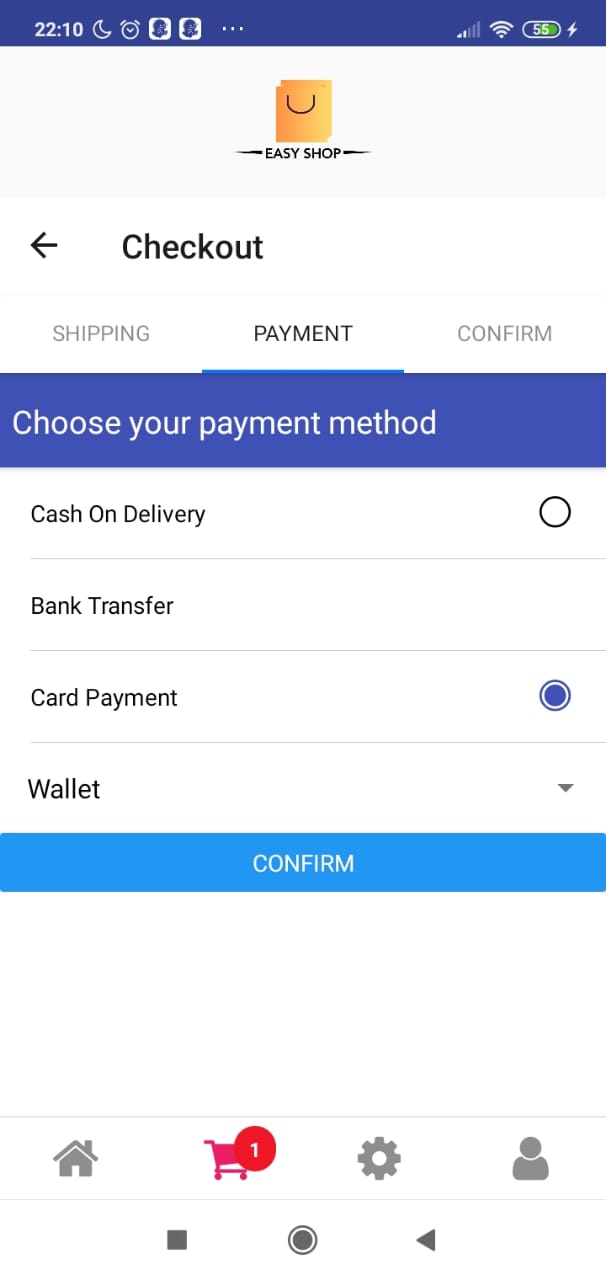 22:10 ... 55
EASY SHOP
Checkout
SHIPPING PAYMENT CONFIRM
Choose your payment method
Cash On Delivery
Bank Transfer
Card Payment
Wallet
CONFIRM
1